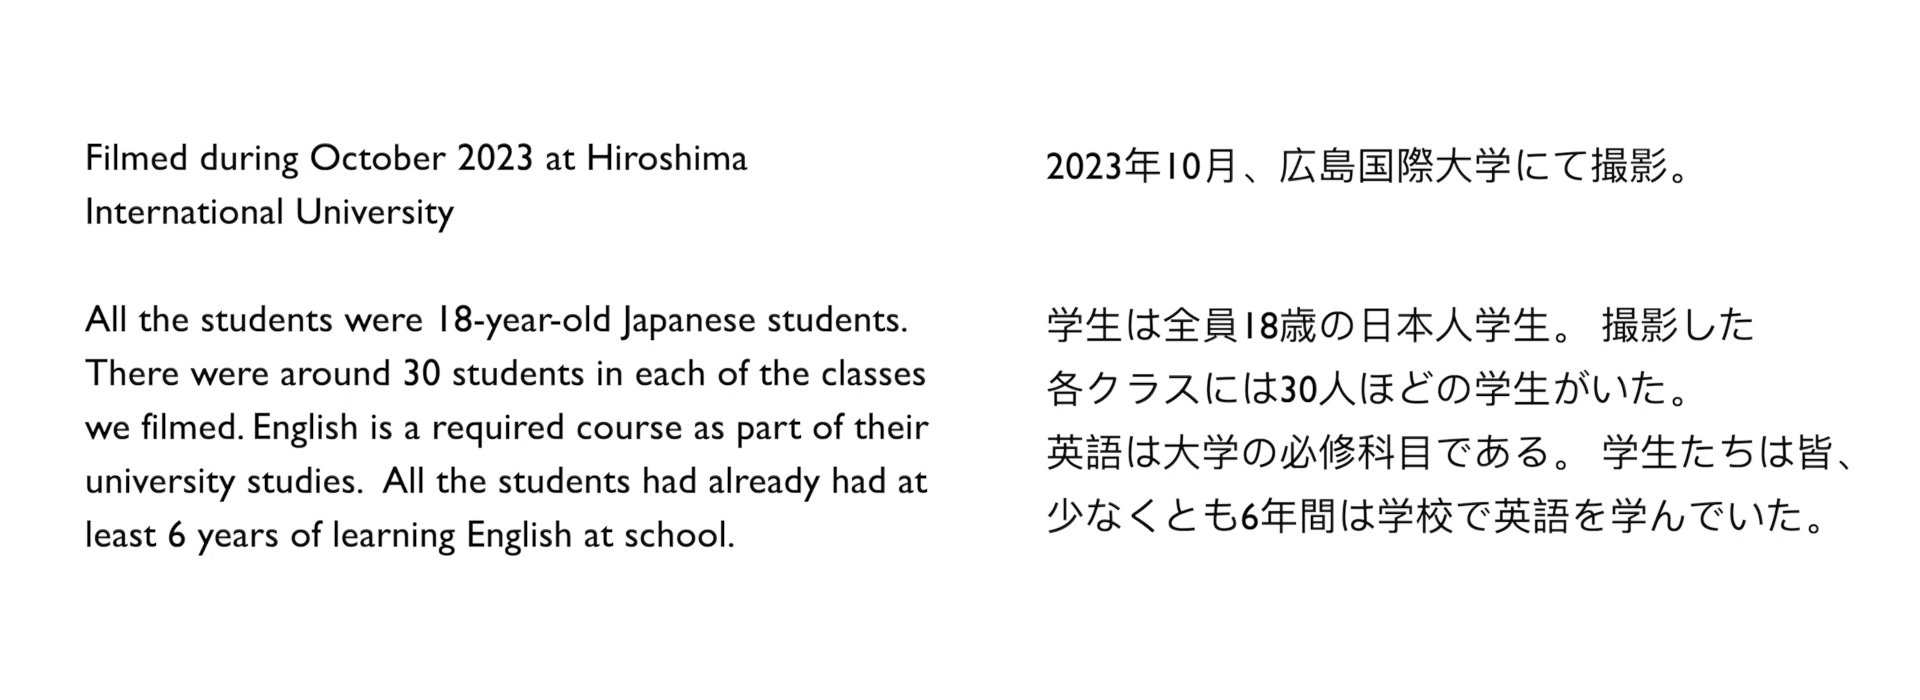 Filmed during October 2023 at Hiroshima
International University
All the students were 18-year-old Japanese students.
There were around 30 students in each of the classes
we filmed. English is a required course as part of their
university studies.  All the students had already had at
least 6 years of learning English at school.
2023年10月、広島国際大学にて撮影。
学生は全員18歳の日本人学生。 撮影した
各クラスには30人ほどの学生がいた。
英語は大学の必修科目である。 学生たちは皆、
少なくとも6年間は学校で英語を学んでいた。